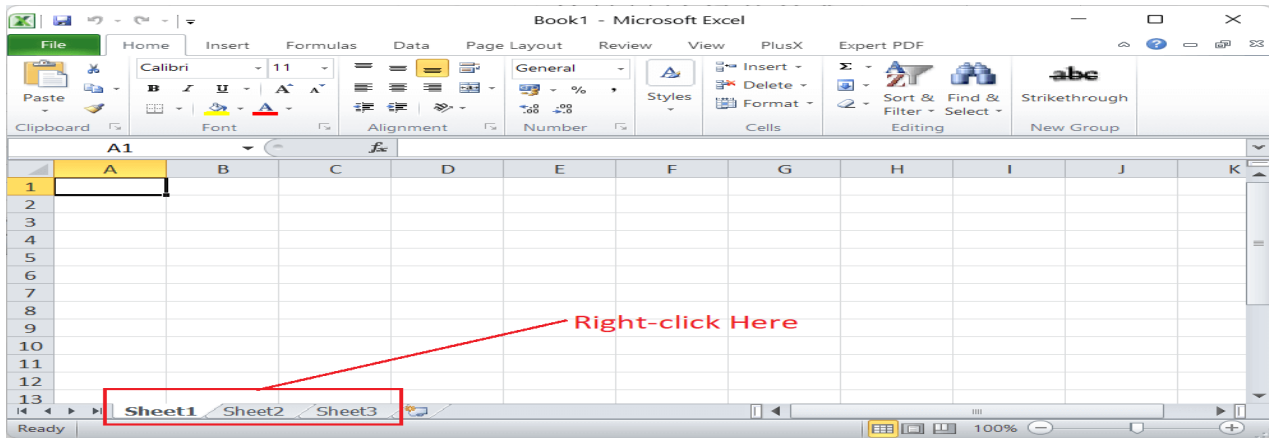 Book1 - Microsoft Excel
File Home Insert Formulas Data Page Layout Review View PlusX Expert PDF
Calibri 11 General Insert Σ abc
Paste B I U A A % , Styles Delete Sort & Filter Find & Select Strikethrough
A .00 .0 Format
Clipboard Font Alignment Number Cells Editing New Group
A1 fx
A B C D E F G H I J K
1
2
3
4
5
6
7
8
Right-click Here
9
10
11
12
13
Sheet1 Sheet2 Sheet3
Ready 100%